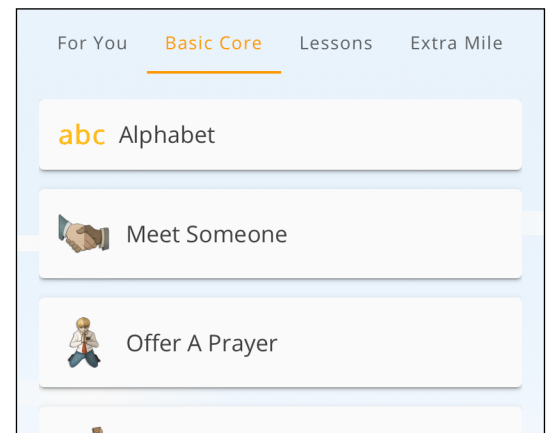 For You Basic Core Lessons Extra Mile
abc Alphabet
Meet Someone
Offer A Prayer